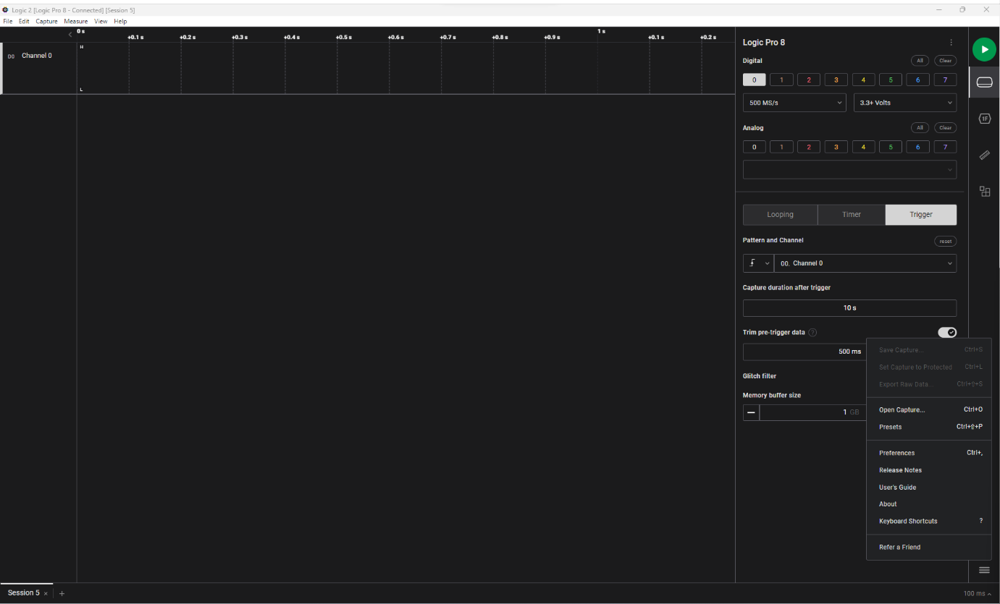 Logic 2 [Logic Pro 8 - Connected] [Session 5]
File Edit Capture Measure View Help
0 s +0.1 s +0.2 s +0.3 s +0.4 s +0.5 s +0.6 s +0.7 s +0.8 s +0.9 s 1 s +0.1 s +0.2 s
00 Channel 0
H
L
Logic Pro 8
Digital All Clear
0 1 2 3 4 5 6 7
500 MS/s 3.3+ Volts
Analog All Clear
0 1 2 3 4 5 6 7
Looping Timer Trigger
Pattern and Channel reset
00. Channel 0
Capture duration after trigger
10 s
Trim pre-trigger data ?
500 ms
Glitch filter
Memory buffer size
1 GB
Save Capture... Ctrl+S
Set Capture to Protected Ctrl+L
Export Raw Data... Ctrl+⇧+S
Open Capture... Ctrl+O
Presets Ctrl+⇧+P
Preferences Ctrl+,
Release Notes
User's Guide
About
Keyboard Shortcuts ?
Refer a Friend
1F
Session 5 × +
100 ms